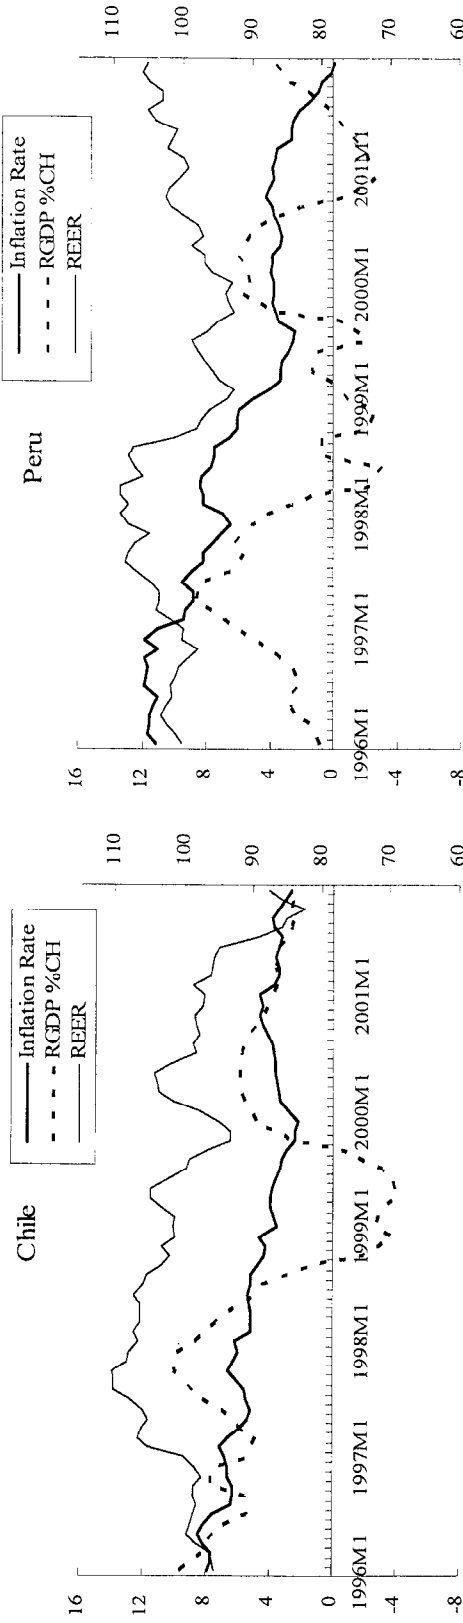 Chile
Inflation Rate
RGDP %CH
REER
16
12
8
4
0
-4
-8
110
100
90
80
70
60
1996M1
1997M1
1998M1
1999M1
2000M1
2001M1
Peru
Inflation Rate
RGDP %CH
REER
16
12
8
4
0
-4
-8
110
100
90
80
70
60
1996M1
1997M1
1998M1
1999M1
2000M1
2001M1